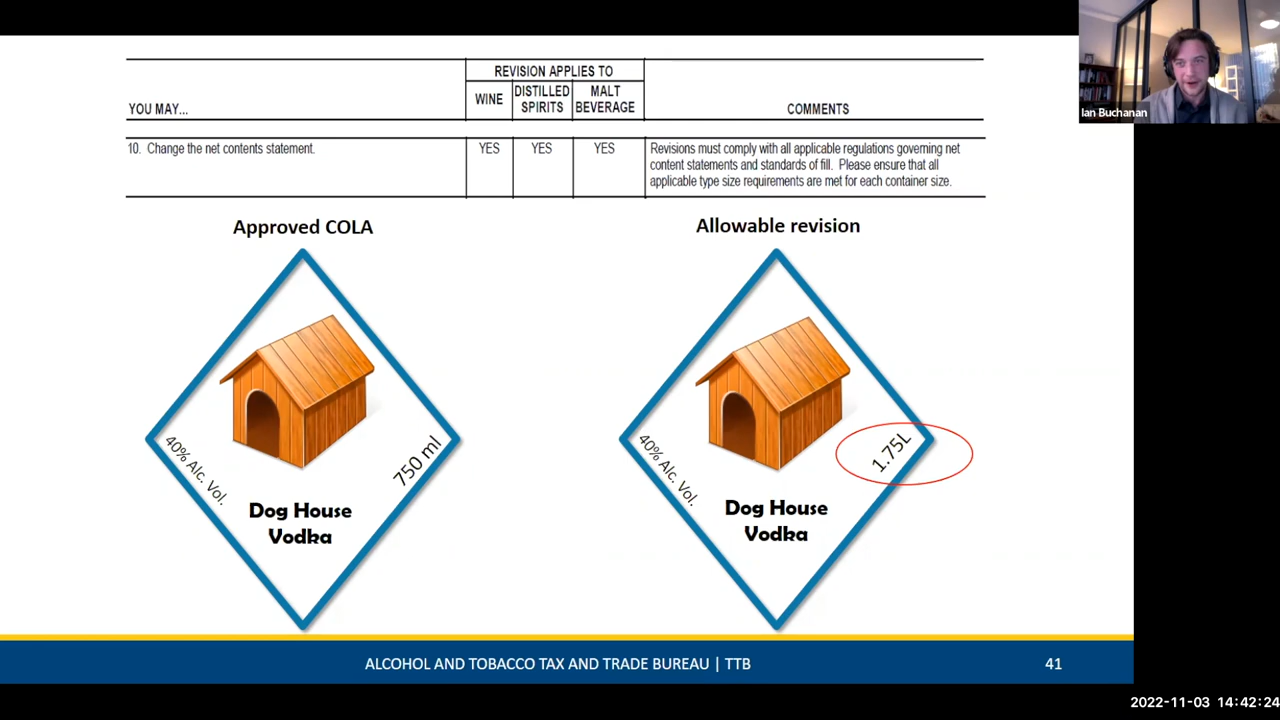 REVISION APPLIES TO
YOU MAY...
WINE
DISTILLED
SPIRITS
MALT
BEVERAGE
COMMENTS
10. Change the net contents statement.
YES
YES
YES
Revisions must comply with all applicable regulations governing net
content statements and standards of fill. Please ensure that all
applicable type size requirements are met for each container size.
Approved COLA
40% Alc. Vol.
750 ml
Dog House
Vodka
Allowable revision
40% Alc. Vol.
1.75L
Dog House
Vodka
ALCOHOL AND TOBACCO TAX AND TRADE BUREAU | TTB
41
Ian Buchanan
2022-11-03 14:42:24